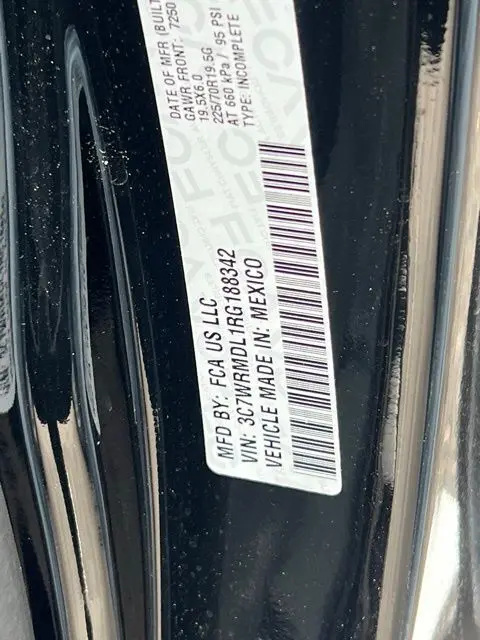 DATE OF MFR (BUILT
GAWR FRONT: 7250
19.5X6.0
225/70R19.5G
AT 660 kPa / 95 PSI
TYPE: INCOMPLETE
MFD BY: FCA US LLC
VIN: 3C7WRMDL1RG188342
VEHICLE MADE IN: MEXICO